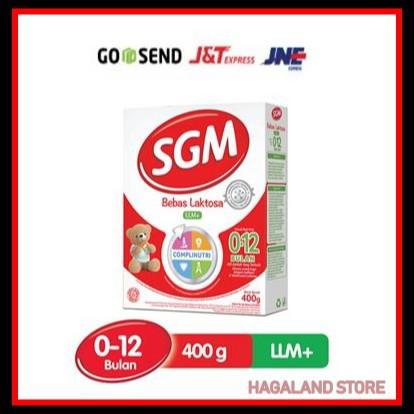 GO SEND J&T EXPRESS JNE
EXPRESS
SGM
Bebas Laktosa
LLM+
COMPLINUTRI
0-12
BULAN
400g
0-12
Bulan
400 g
LLM+
HAGALAND STORE